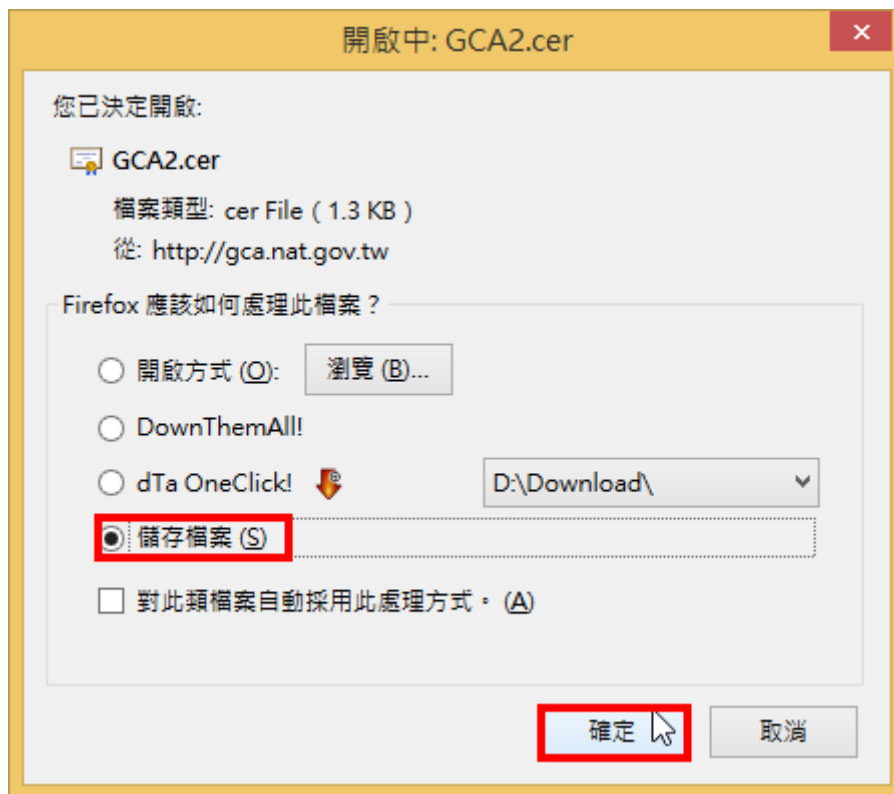 開啟中: GCA2.cer
您已決定開啟:
GCA2.cer
檔案類型: cer File ( 1.3 KB )
從: http://gca.nat.gov.tw
Firefox 應該如何處理此檔案？
開啟方式 (O): 瀏覽 (B)...
DownThemAll!
dTa OneClick! D:\Download\
儲存檔案 (S)
對此類檔案自動採用此處理方式。 (A)
確定 取消